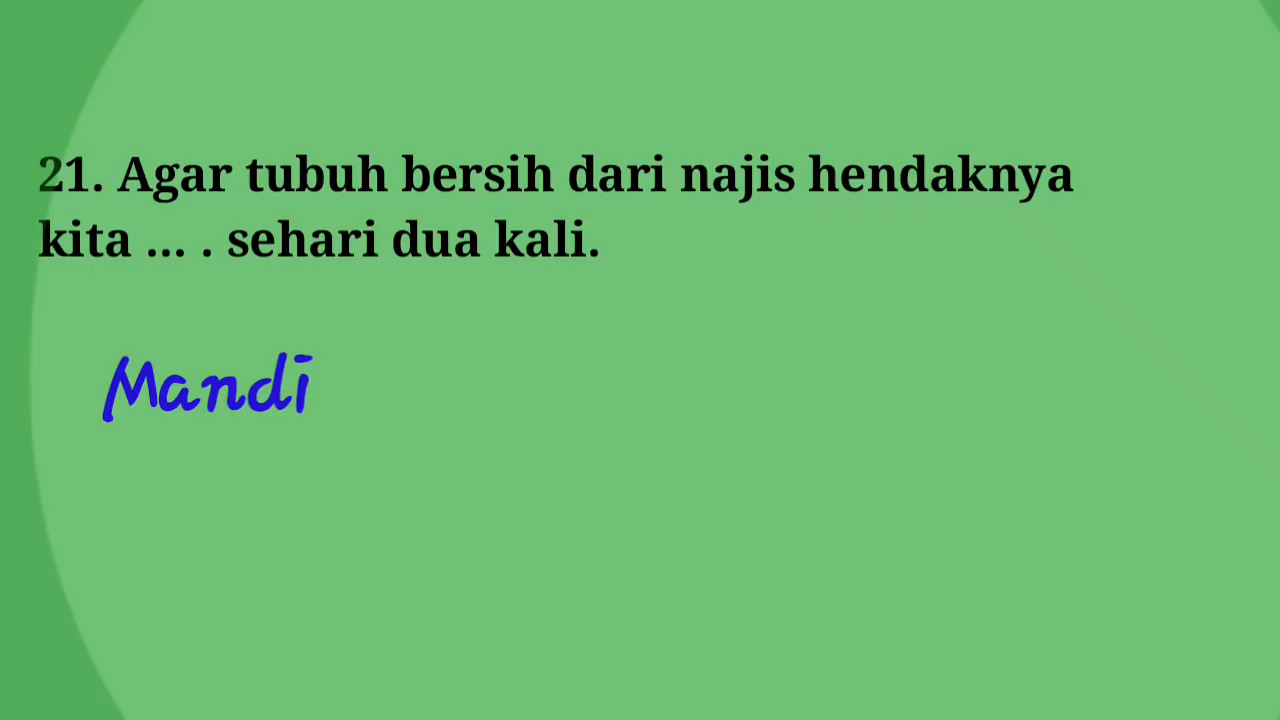 21. Agar tubuh bersih dari najis hendaknya
kita ... . sehari dua kali.
Mandi